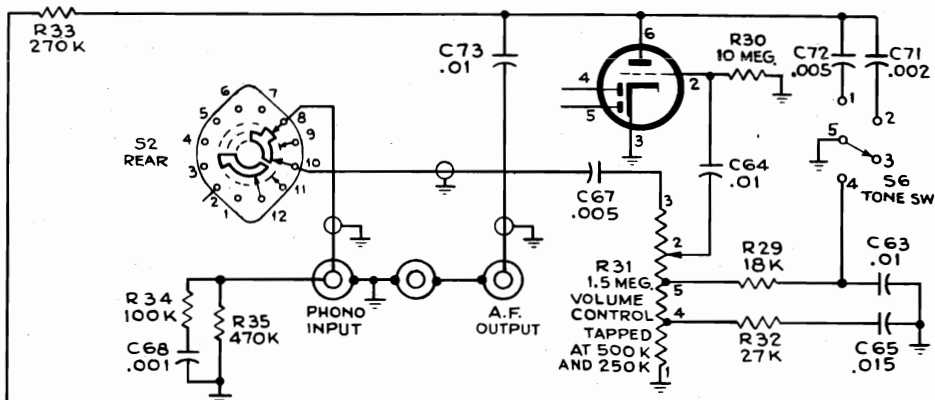 R33
270K
C73
.01
6
4
5
2
3
R30
10 MEG.
C72
.005
C71
.002
1
2
5
3
4
S6
TONE SW
S2
REAR
6
7
5
8
4
9
3
10
2
11
1
12
C67
.005
C64
.01
3
2
R31
1.5 MEG.
VOLUME
CONTROL
TAPPED
AT 500K
AND 250K
5
4
1
R29
18K
C63
.01
R32
27K
C65
.015
R34
100K
C68
.001
R35
470K
PHONO
INPUT
A.F.
OUTPUT